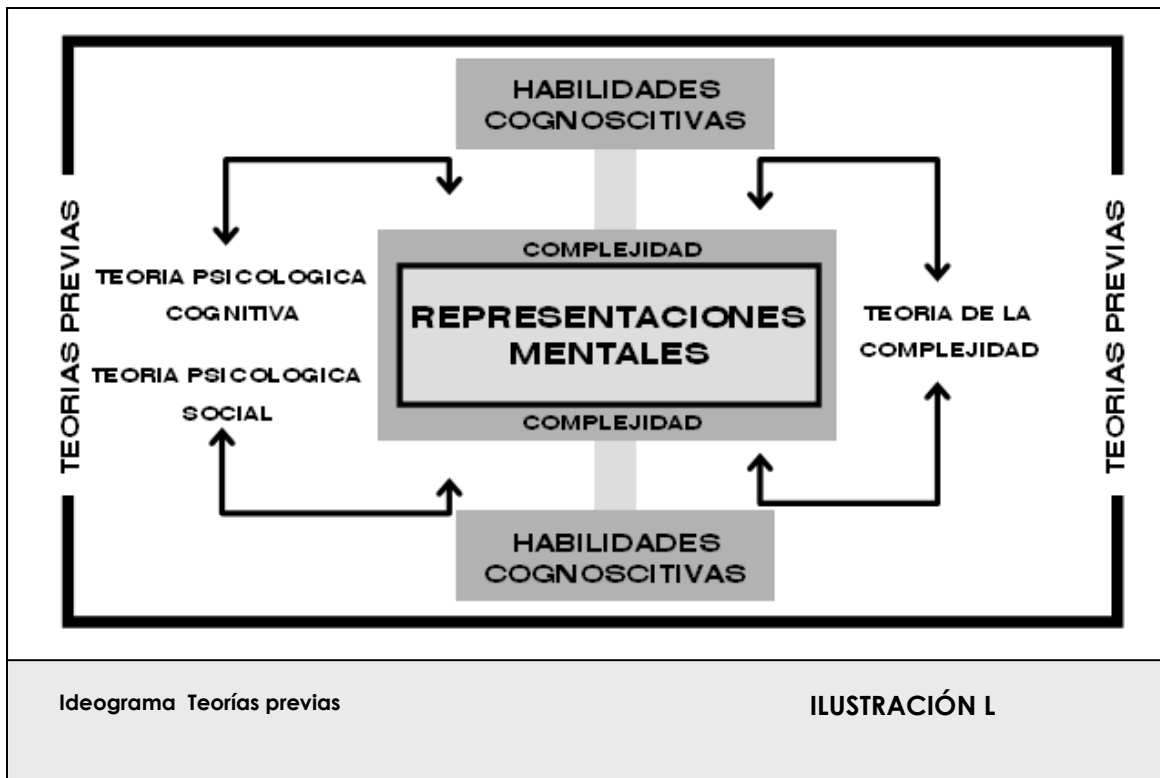 HABILIDADES
COGNOSCITIVAS
TEORIAS PREVIAS
TEORIA PSICOLOGICA
COGNITIVA
TEORIA PSICOLOGICA
SOCIAL
COMPLEJIDAD
REPRESENTACIONES
MENTALES
COMPLEJIDAD
TEORIA DE LA
COMPLEJIDAD
TEORIAS PREVIAS
HABILIDADES
COGNOSCITIVAS
Ideograma Teorías previas
ILUSTRACIÓN L